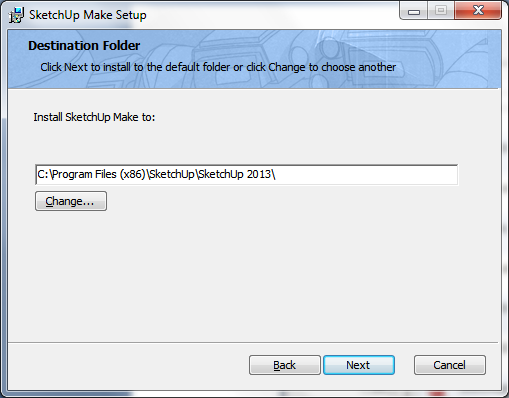 SketchUp Make Setup
Destination Folder
Click Next to install to the default folder or click Change to choose another
Install SketchUp Make to:
C:\Program Files (x86)\SketchUp\SketchUp 2013\
Change...
Back Next Cancel